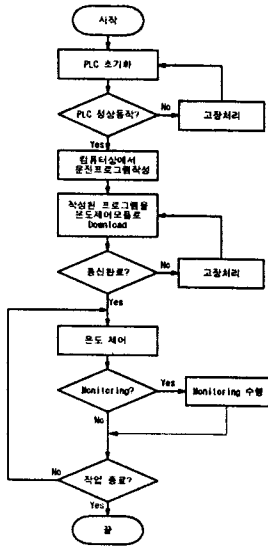 시작
PLC 초기화
PLC 정상동작?
No
고장처리
Yes
컴퓨터상에서
운전프로그램작성
작성된 프로그램을
온도제어모듈로
Download
통신완료?
No
고장처리
Yes
온도 제어
Monitoring?
Yes
Monitoring 수행
No
No
작업 종료?
Yes
끝